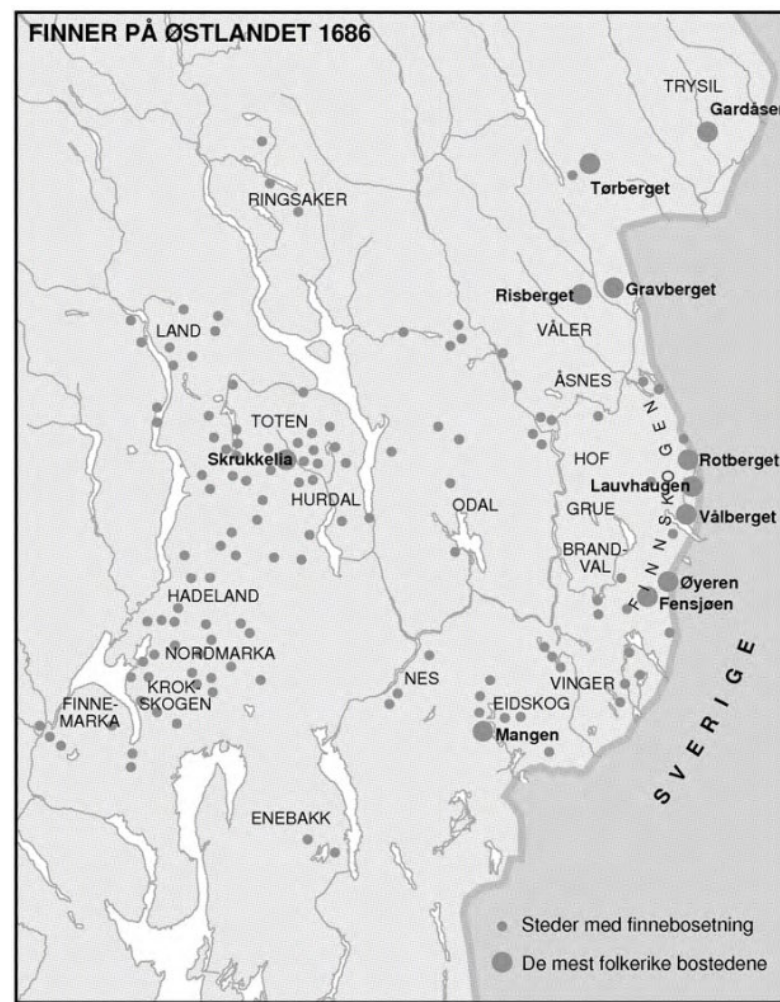 FINNER PÅ ØSTLANDET 1686
TRYSIL
Gardåsen
Tørberget
RINGSAKER
Risberget
Gravberget
VÅLER
LAND
ÅSNES
TOTEN
Skrukkelia
HOF
Rotberget
HURDAL
ODAL
Lauvhaugen
GRUE
Vålberget
FINNSKOGEN
BRAND-
VAL
Øyeren
Fensjøen
HADELAND
NORDMARKA
NES
VINGER
KROK-
SKOGEN
FINNE-
MARKA
EIDSKOG
Mangen
SVERIGE
ENEBAKK
Steder med finnebosetning
De mest folkerike bostedene